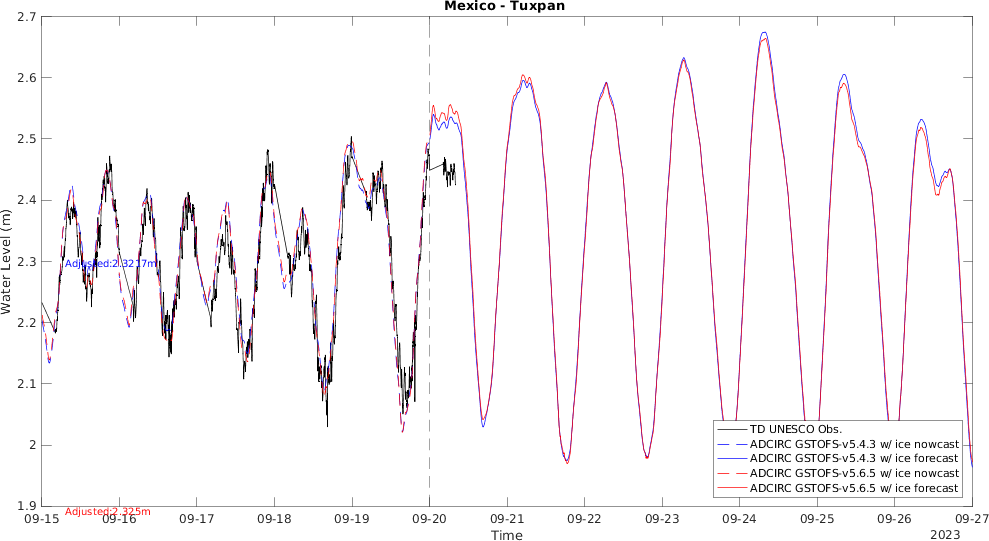 Mexico - Tuxpan
2.7
2.6
2.5
2.4
2.3
2.2
2.1
2
1.9
Water Level (m)
Adjusted:2.3217m
Adjusted:2.325m
TD UNESCO Obs.
ADCIRC GSTOFS-v5.4.3 w/ ice nowcast
ADCIRC GSTOFS-v5.4.3 w/ ice forecast
ADCIRC GSTOFS-v5.6.5 w/ ice nowcast
ADCIRC GSTOFS-v5.6.5 w/ ice forecast
09-15 09-16 09-17 09-18 09-19 09-20 09-21 09-22 09-23 09-24 09-25 09-26 09-27
Time
2023